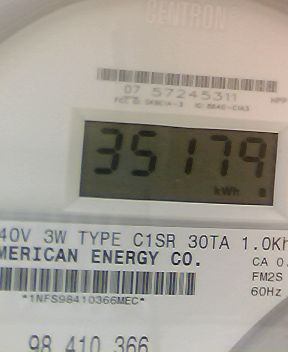 CENTRON
07 57245311
35179
kWh
40V 3W TYPE C1SR 30TA 1.0Kh
MERICAN ENERGY CO.
CA 0.
FM2S
60Hz
*1NFS98410366MEC*
98 410 366